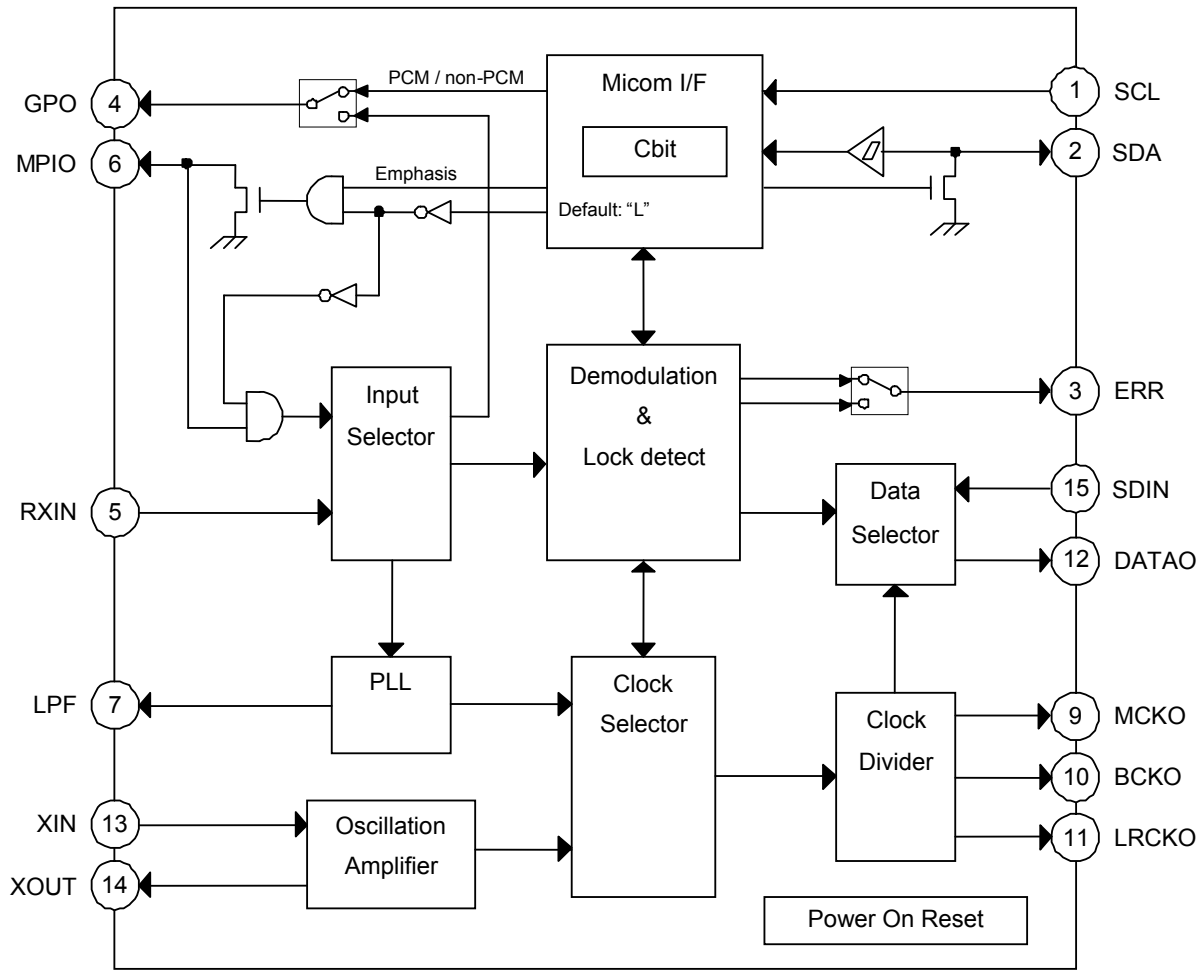 PCM / non-PCM
Micom I/F
Cbit
GPO 4
1 SCL
MPIO 6
2 SDA
Emphasis
Default: “L”
Input
Selector
Demodulation
&
Lock detect
3 ERR
RXIN 5
Data
Selector
15 SDIN
12 DATAO
LPF 7
PLL
Clock
Selector
Clock
Divider
9 MCKO
10 BCKO
11 LRCKO
XIN 13
XOUT 14
Oscillation
Amplifier
Power On Reset